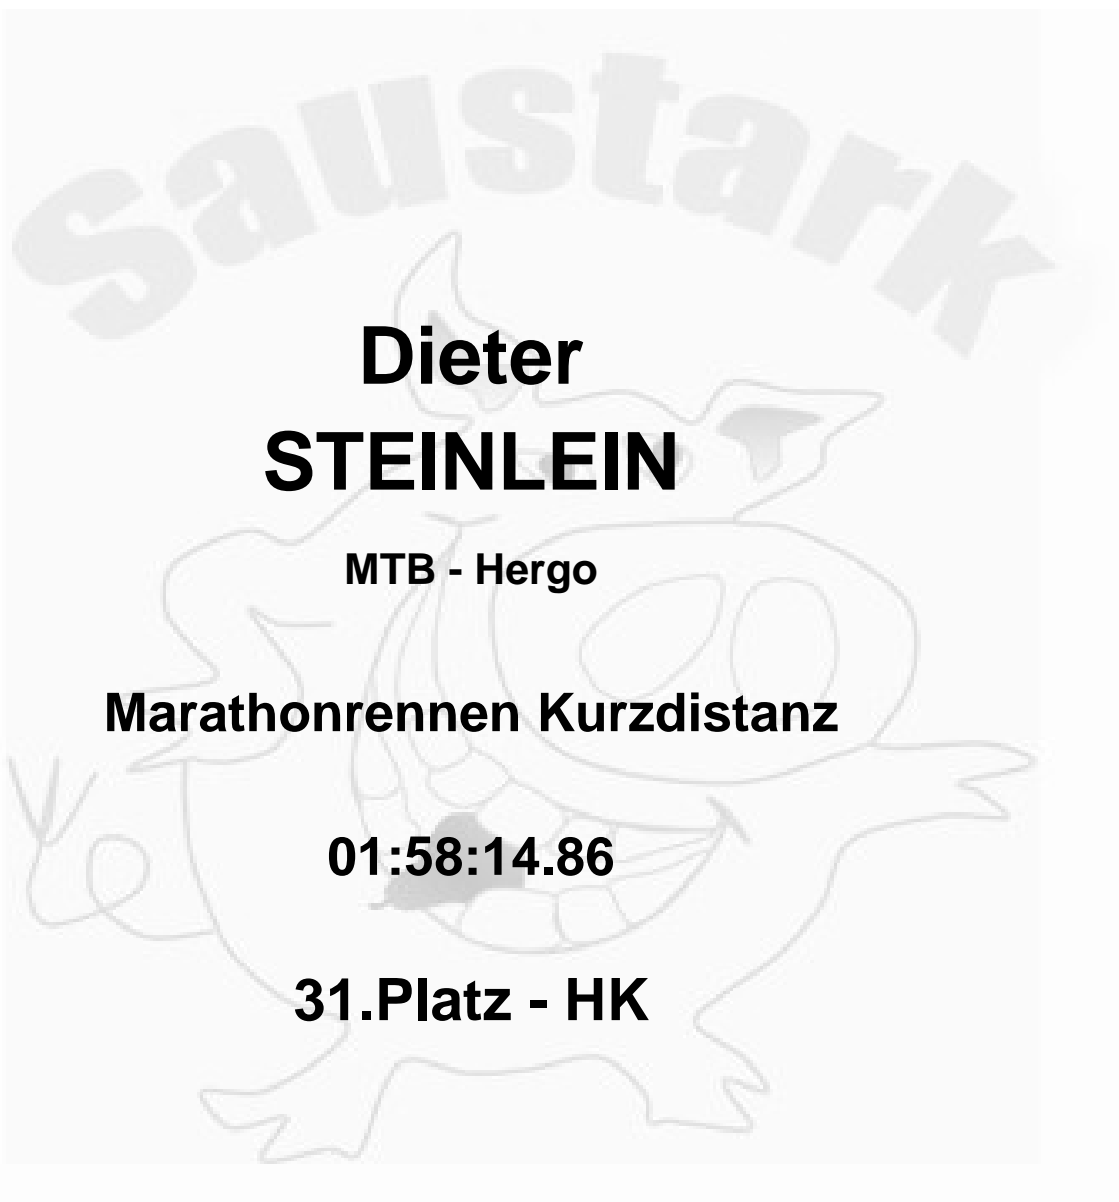 Saustark
Dieter
STEINLEIN
MTB - Hergo
Marathonrennen Kurzdistanz
01:58:14.86
31.Platz - HK